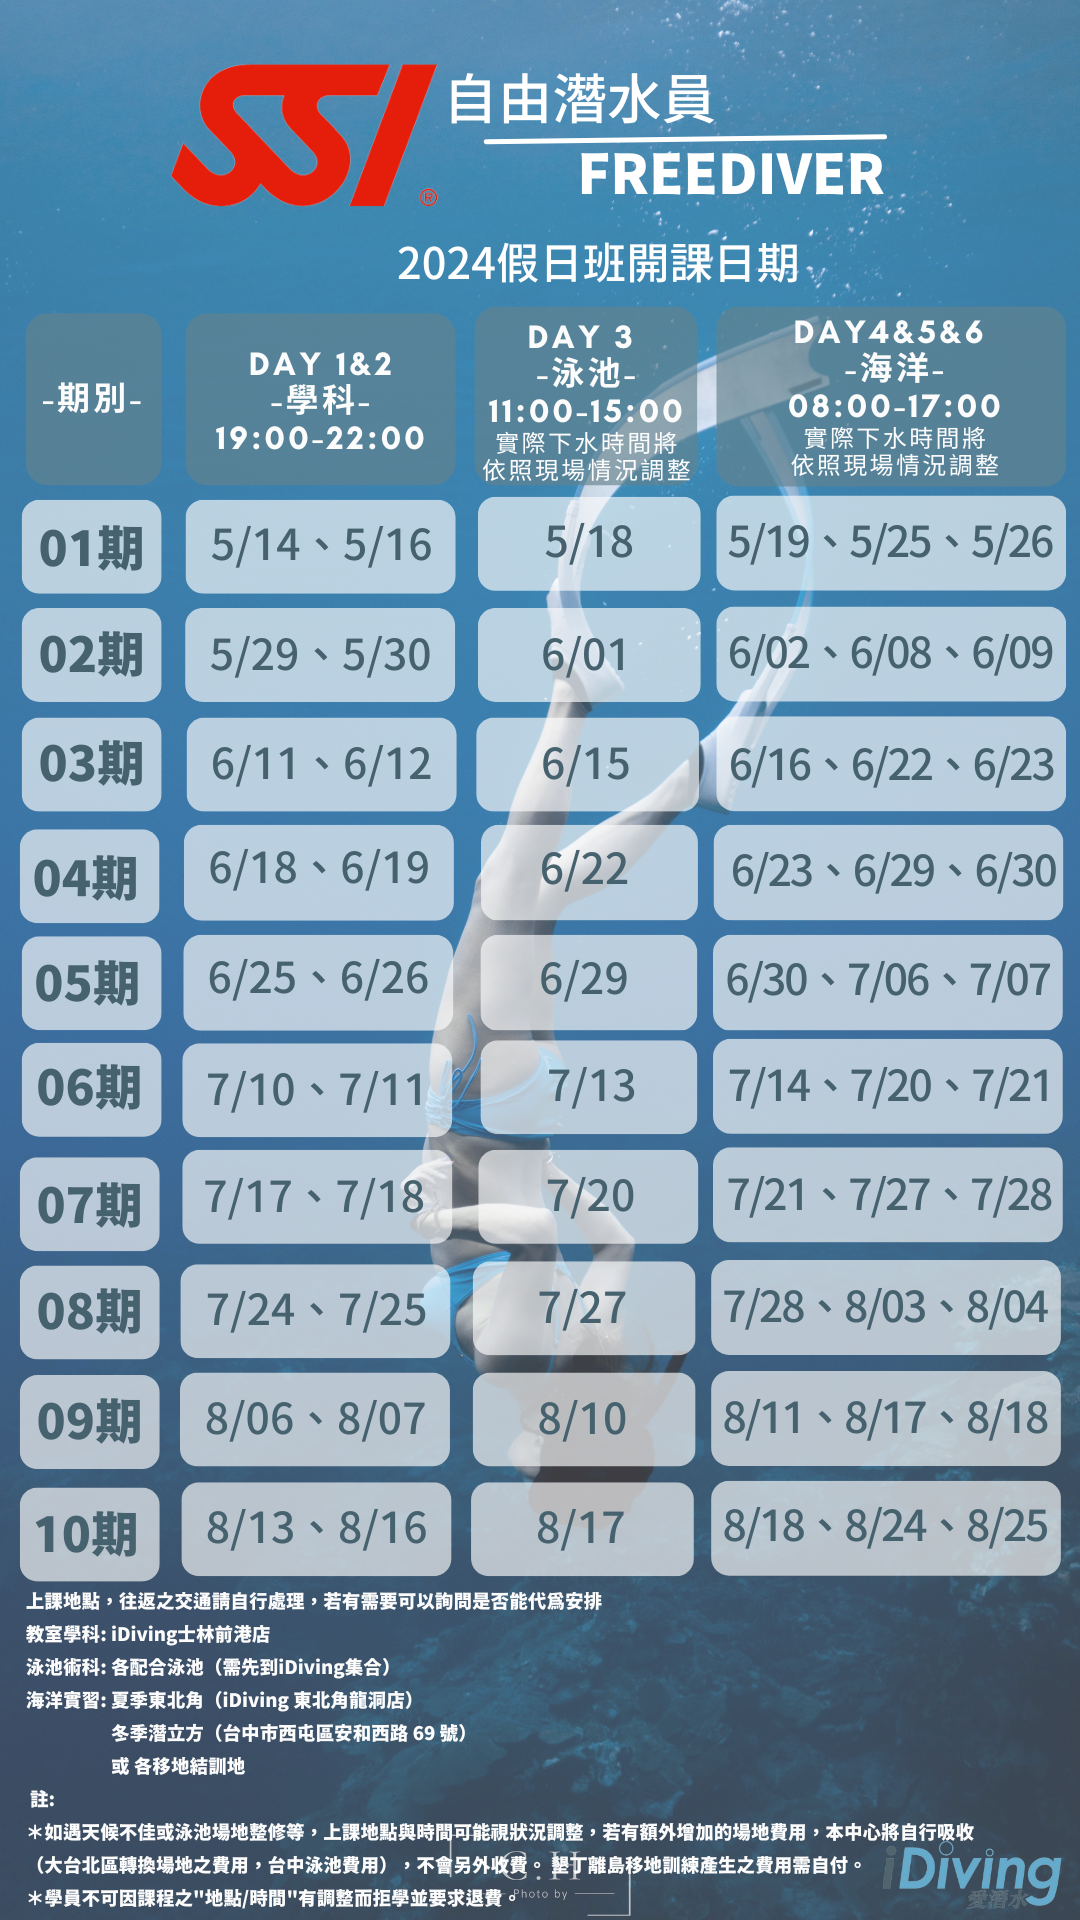 SSI®
自由潛水員
FREEDIVER
2024假日班開課日期
-期別-
DAY 1&2
-學科-
19:00-22:00
DAY 3
-泳池-
11:00-15:00
實際下水時間將
依照現場情況調整
DAY4&5&6
-海洋-
08:00-17:00
實際下水時間將
依照現場情況調整
01期 5/14、5/16 5/18 5/19、5/25、5/26
02期 5/29、5/30 6/01 6/02、6/08、6/09
03期 6/11、6/12 6/15 6/16、6/22、6/23
04期 6/18、6/19 6/22 6/23、6/29、6/30
05期 6/25、6/26 6/29 6/30、7/06、7/07
06期 7/10、7/11 7/13 7/14、7/20、7/21
07期 7/17、7/18 7/20 7/21、7/27、7/28
08期 7/24、7/25 7/27 7/28、8/03、8/04
09期 8/06、8/07 8/10 8/11、8/17、8/18
10期 8/13、8/16 8/17 8/18、8/24、8/25
上課地點，往返之交通請自行處理，若有需要可以詢問是否能代為安排
教室學科: iDiving士林前港店
泳池術科: 各配合泳池（需先到iDiving集合）
海洋實習: 夏季東北角（iDiving 東北角龍洞店）
冬季潛立方（台中市西屯區安和西路 69 號）
或 各移地結訓地
註:
＊如遇天候不佳或泳池場地整修等，上課地點與時間可能視狀況調整，若有額外增加的場地費用，本中心將自行吸收
（大台北區轉換場地之費用，台中泳池費用），不會另外收費。墾丁離島移地訓練產生之費用需自付。
＊學員不可因課程之"地點/時間"有調整而拒學並要求退費。
C.H
Photo by
iDiving
愛潛水